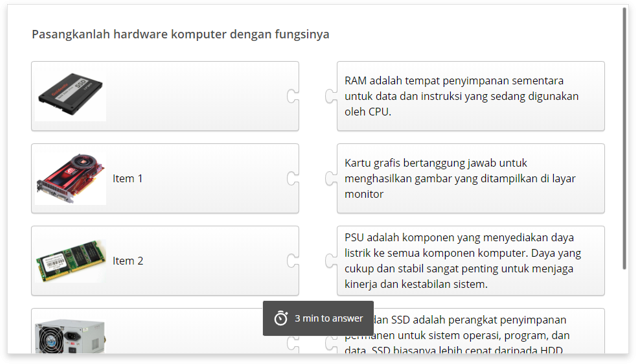 Pasangkanlah hardware komputer dengan fungsinya
RAM adalah tempat penyimpanan sementara
untuk data dan instruksi yang sedang digunakan
oleh CPU.
Item 1
Kartu grafis bertanggung jawab untuk
menghasilkan gambar yang ditampilkan di layar
monitor
Item 2
PSU adalah komponen yang menyediakan daya
listrik ke semua komponen komputer. Daya yang
cukup dan stabil sangat penting untuk menjaga
kinerja dan kestabilan sistem.
3 min to answer
dan SSD adalah perangkat penyimpanan
permanen untuk sistem operasi, program, dan
data. SSD biasanya lebih cepat daripada HDD